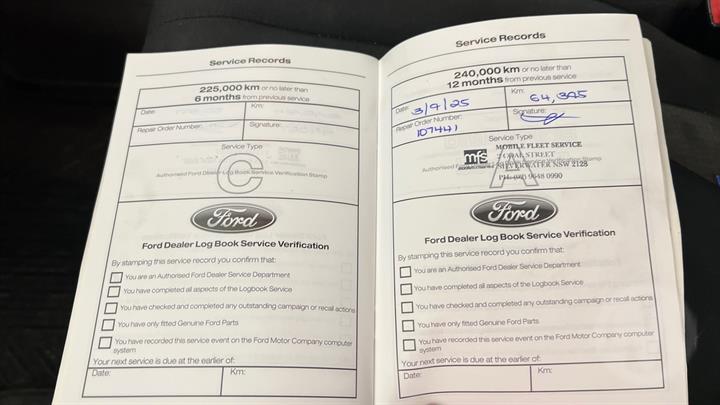 Service Records
225,000 km or no later than
6 months from previous service
Date:
Km:
Repair Order Number:
Signature:
Service Type
C
Authorised Ford Dealer Log Book Service Verification Stamp
Ford
Ford Dealer Log Book Service Verification
By stamping this service record you confirm that:
You are an Authorised Ford Dealer Service Department
You have completed all aspects of the Logbook Service
You have checked and completed any outstanding campaign or recall actions
You have only fitted Genuine Ford Parts
You have recorded this service event on the Ford Motor Company computer
system
Your next service is due at the earlier of:
Date:
Km:
Service Records
240,000 km or no later than
12 months from previous service
Date: 3/9/25
Km: 64,395
Repair Order Number:
107441
Signature:
Service Type
A
mfs
MOBILE FLEET SERVICE
STREET
SILVERWATER NSW 2128
PH: (02) 9648 0990
Authorised Verification Stamp
Ford
Ford Dealer Log Book Service Verification
By stamping this service record you confirm that:
You are an Authorised Ford Dealer Service Department
You have completed all aspects of the Logbook Service
You have checked and completed any outstanding campaign or recall actions
You have only fitted Genuine Ford Parts
You have recorded this service event on the Ford Motor Company computer
system
Your next service is due at the earlier of:
Date:
Km: